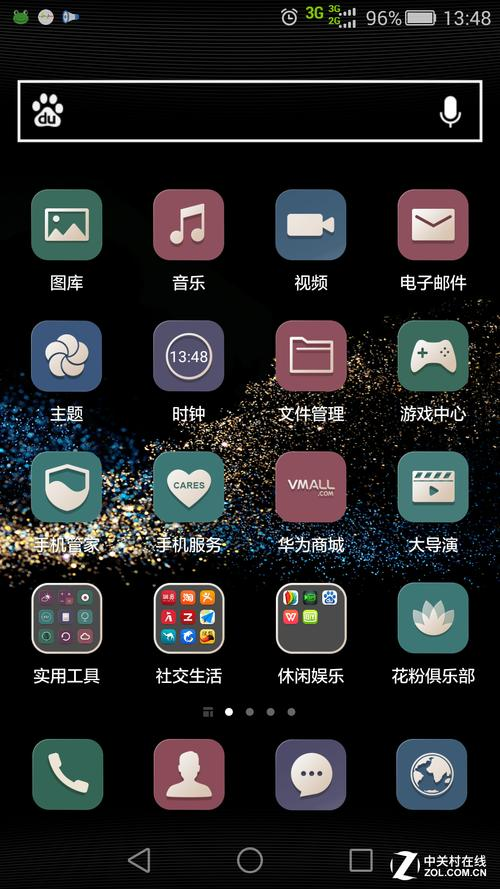 3G 3G 2G 96% 13:48
du
图库 音乐 视频 电子邮件
13:48
主题 时钟 文件管理 游戏中心
CARES VMALL .COM
手机管家 手机服务 华为商城 大导演
实用工具 社交生活 休闲娱乐 花粉俱乐部
中关村在线
ZOL.COM.CN